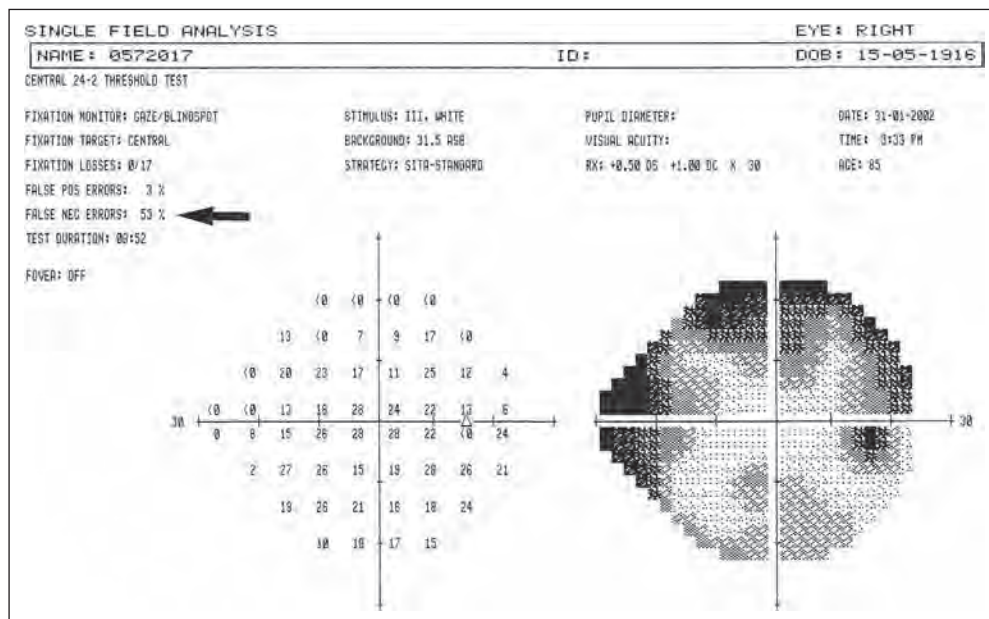 SINGLE FIELD ANALYSIS EYE: RIGHT
NAME: 0572017 ID: DOB: 15-05-1916
CENTRAL 24-2 THRESHOLD TEST
FIXATION MONITOR: GAZE/BLINDSPOT STIMULUS: III, WHITE PUPIL DIAMETER: DATE: 31-01-2002
FIXATION TARGET: CENTRAL BACKGROUND: 31.5 ASB VISUAL ACUITY: TIME: 3:33 PM
FIXATION LOSSES: 0/17 STRATEGY: SITA-STANDARD RX: +0.50 DS +1.00 DC X 30 AGE: 85
FALSE POS ERRORS: 3 %
FALSE NEG ERRORS: 53 %
TEST DURATION: 08:52
FOVEA: OFF
<0 <0 <0 <0
13 <0 7 9 17 <0
<0 20 23 17 11 25 12 4
<0 <0 13 16 28 24 22 13 6
30 30
0 8 15 26 28 28 22 <0 24
2 27 26 15 19 28 26 21
19 26 21 16 18 24
10 18 17 15